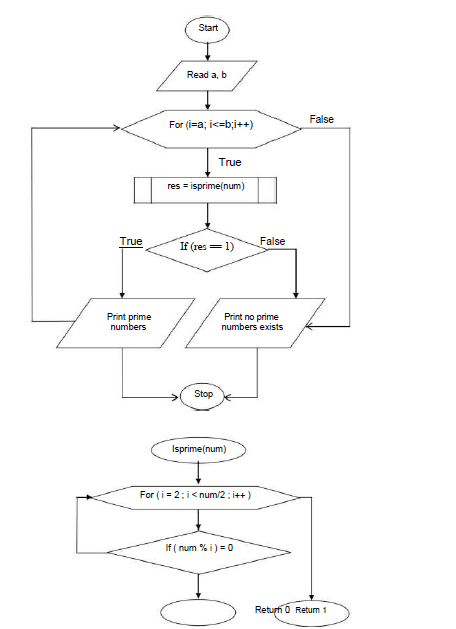 Start
Read a, b
For (i=a; i<=b;i++)
False
True
res = isprime(num)
True
If (res == 1)
False
Print prime
numbers
Print no prime
numbers exists
Stop
Isprime(num)
For ( i = 2 ; i < num/2 ; i++ )
If ( num % i ) = 0
Return 0 Return 1